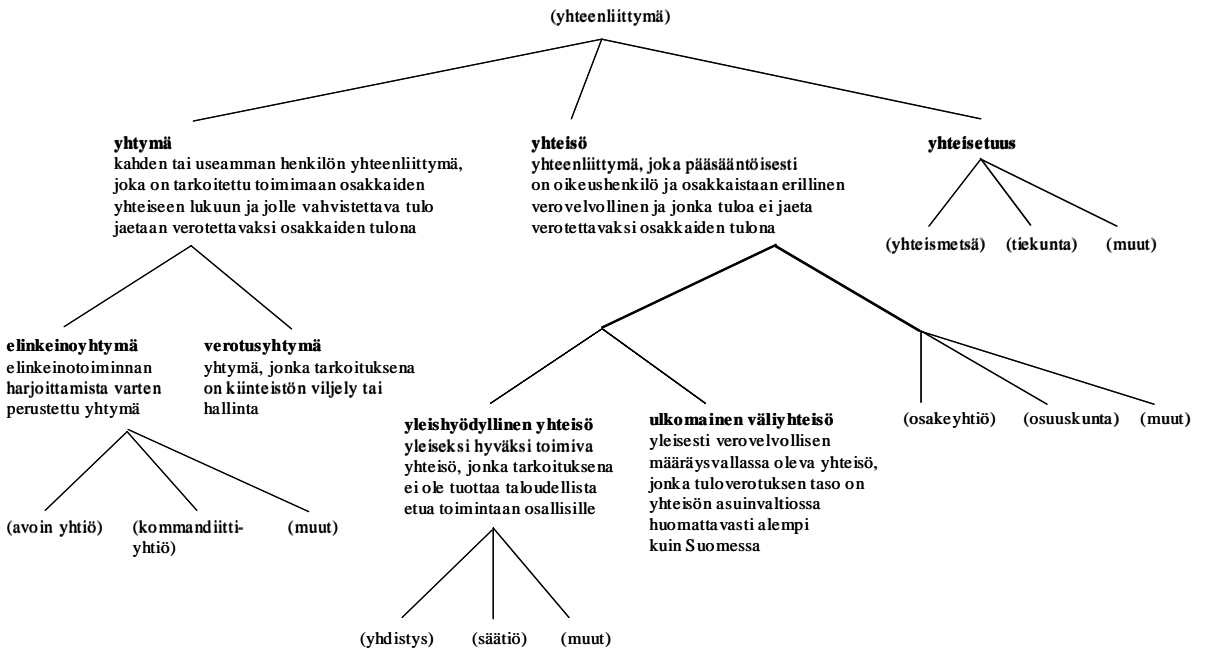 (yhteenliittymä)
yhtymä
kahden tai useamman henkilön yhteenliittymä,
joka on tarkoitettu toimimaan osakkaiden
yhteiseen lukuun ja jolle vahvistettava tulo
jaetaan verotettavaksi osakkaiden tulona
yhteisö
yhteenliittymä, joka pääsääntöisesti
on oikeushenkilö ja osakkaistaan erillinen
verovelvollinen ja jonka tuloa ei jaeta
verotettavaksi osakkaiden tulona
yhteisetuus
(yhteismetsä)
(tiekunta)
(muut)
elinkeinoyhtymä
elinkeinotoiminnan
harjoittamista varten
perustettu yhtymä
verotusyhtymä
yhtymä, jonka tarkoituksena
on kiinteistön viljely tai
hallinta
yleishyödyllinen yhteisö
yleiseksi hyväksi toimiva
yhteisö, jonka tarkoituksena
ei ole tuottaa taloudellista
etua toimintaan osallisille
ulkomainen väliyhteisö
yleisesti verovelvollisen
määräysvallassa oleva yhteisö,
jonka tuloverotuksen taso on
yhteisön asuinvaltiossa
huomattavasti alempi
kuin Suomessa
(osakeyhtiö)
(osuuskunta)
(muut)
(avoin yhtiö)
(kommandiitti-
yhtiö)
(muut)
(yhdistys)
(säätiö)
(muut)